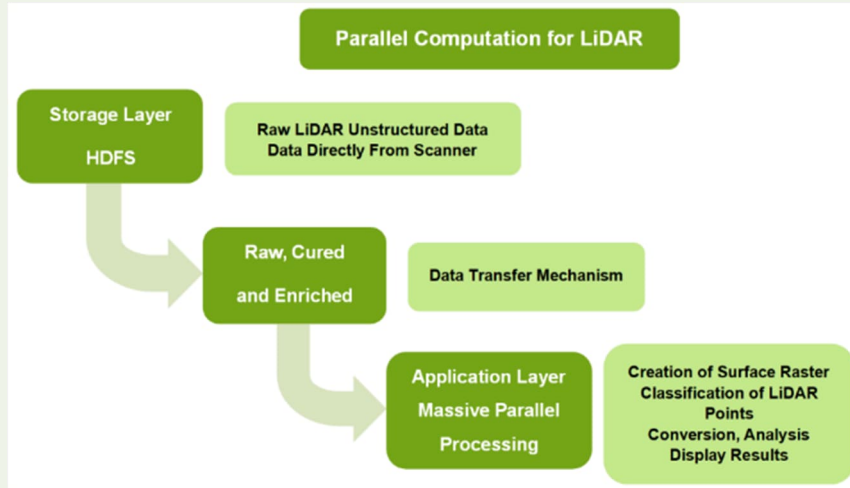 Parallel Computation for LiDAR
Storage Layer
HDFS
Raw LiDAR Unstructured Data
Data Directly From Scanner
Raw, Cured
and Enriched
Data Transfer Mechanism
Application Layer
Massive Parallel
Processing
Creation of Surface Raster
Classification of LiDAR
Points
Conversion, Analysis
Display Results